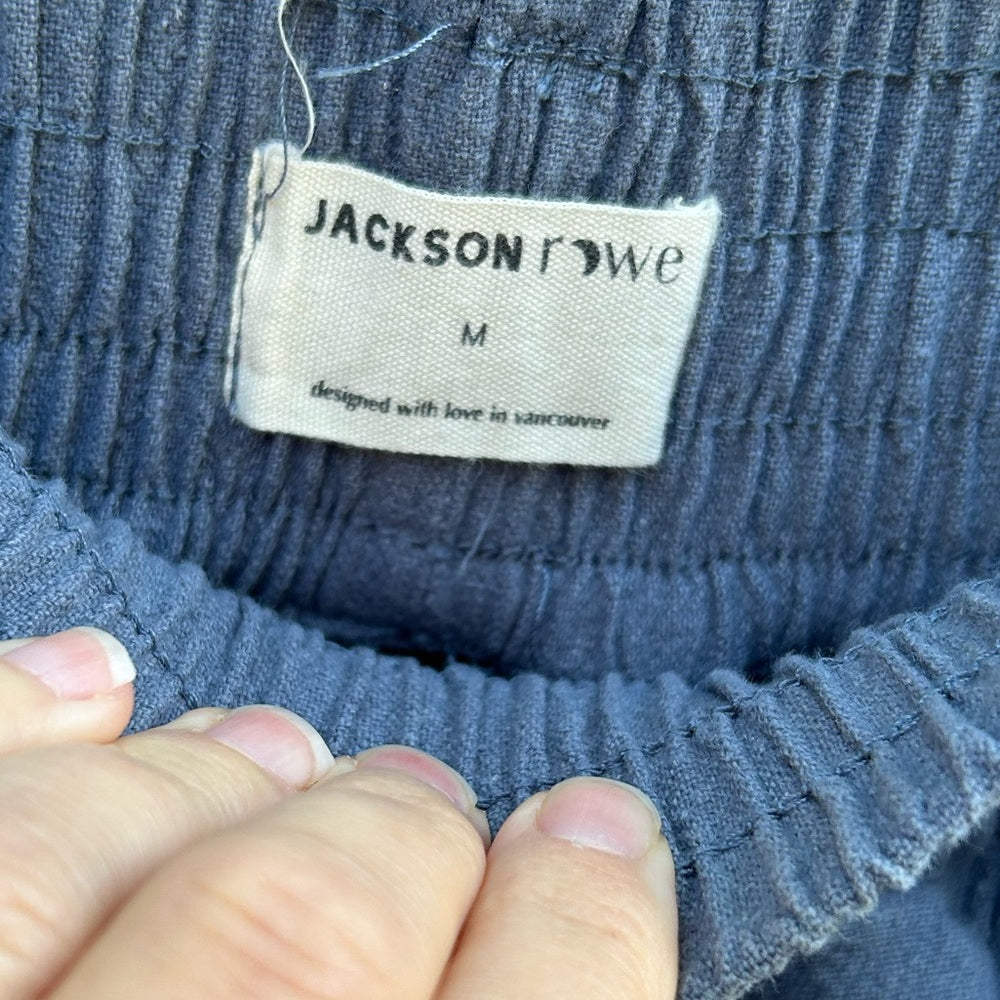 JACKSON rowe
M
designed with love in vancouver